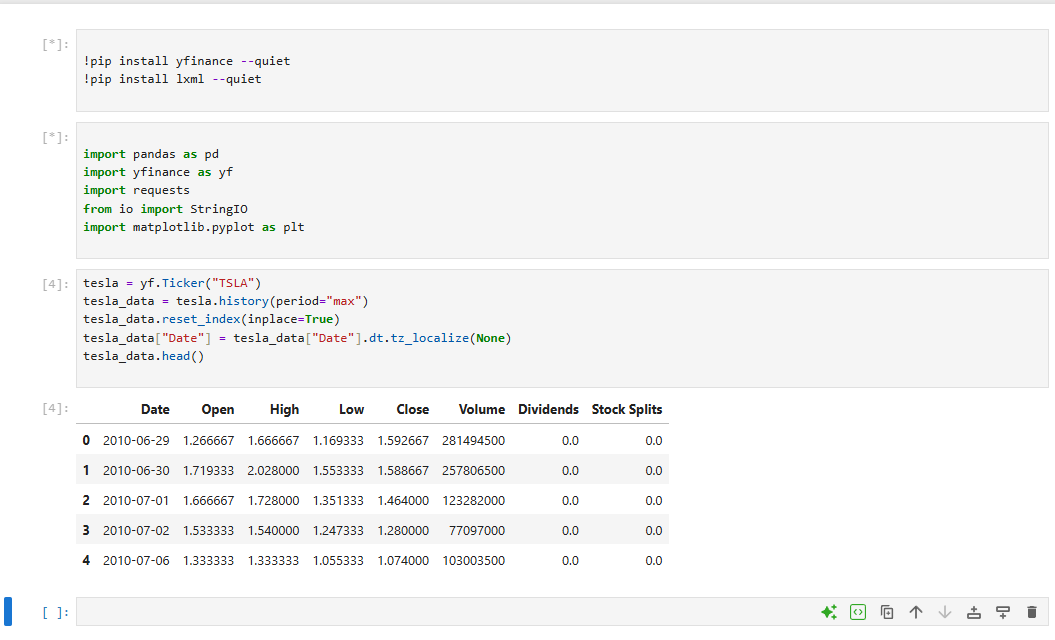 [*]:
!pip install yfinance --quiet
!pip install lxml --quiet
[*]:
import pandas as pd
import yfinance as yf
import requests
from io import StringIO
import matplotlib.pyplot as plt
[4]:
tesla = yf.Ticker("TSLA")
tesla_data = tesla.history(period="max")
tesla_data.reset_index(inplace=True)
tesla_data["Date"] = tesla_data["Date"].dt.tz_localize(None)
tesla_data.head()
[4]:
Date Open High Low Close Volume Dividends Stock Splits
0 2010-06-29 1.266667 1.666667 1.169333 1.592667 281494500 0.0 0.0
1 2010-06-30 1.719333 2.028000 1.553333 1.588667 257806500 0.0 0.0
2 2010-07-01 1.666667 1.728000 1.351333 1.464000 123282000 0.0 0.0
3 2010-07-02 1.533333 1.540000 1.247333 1.280000 77097000 0.0 0.0
4 2010-07-06 1.333333 1.333333 1.055333 1.074000 103003500 0.0 0.0
[ ]: